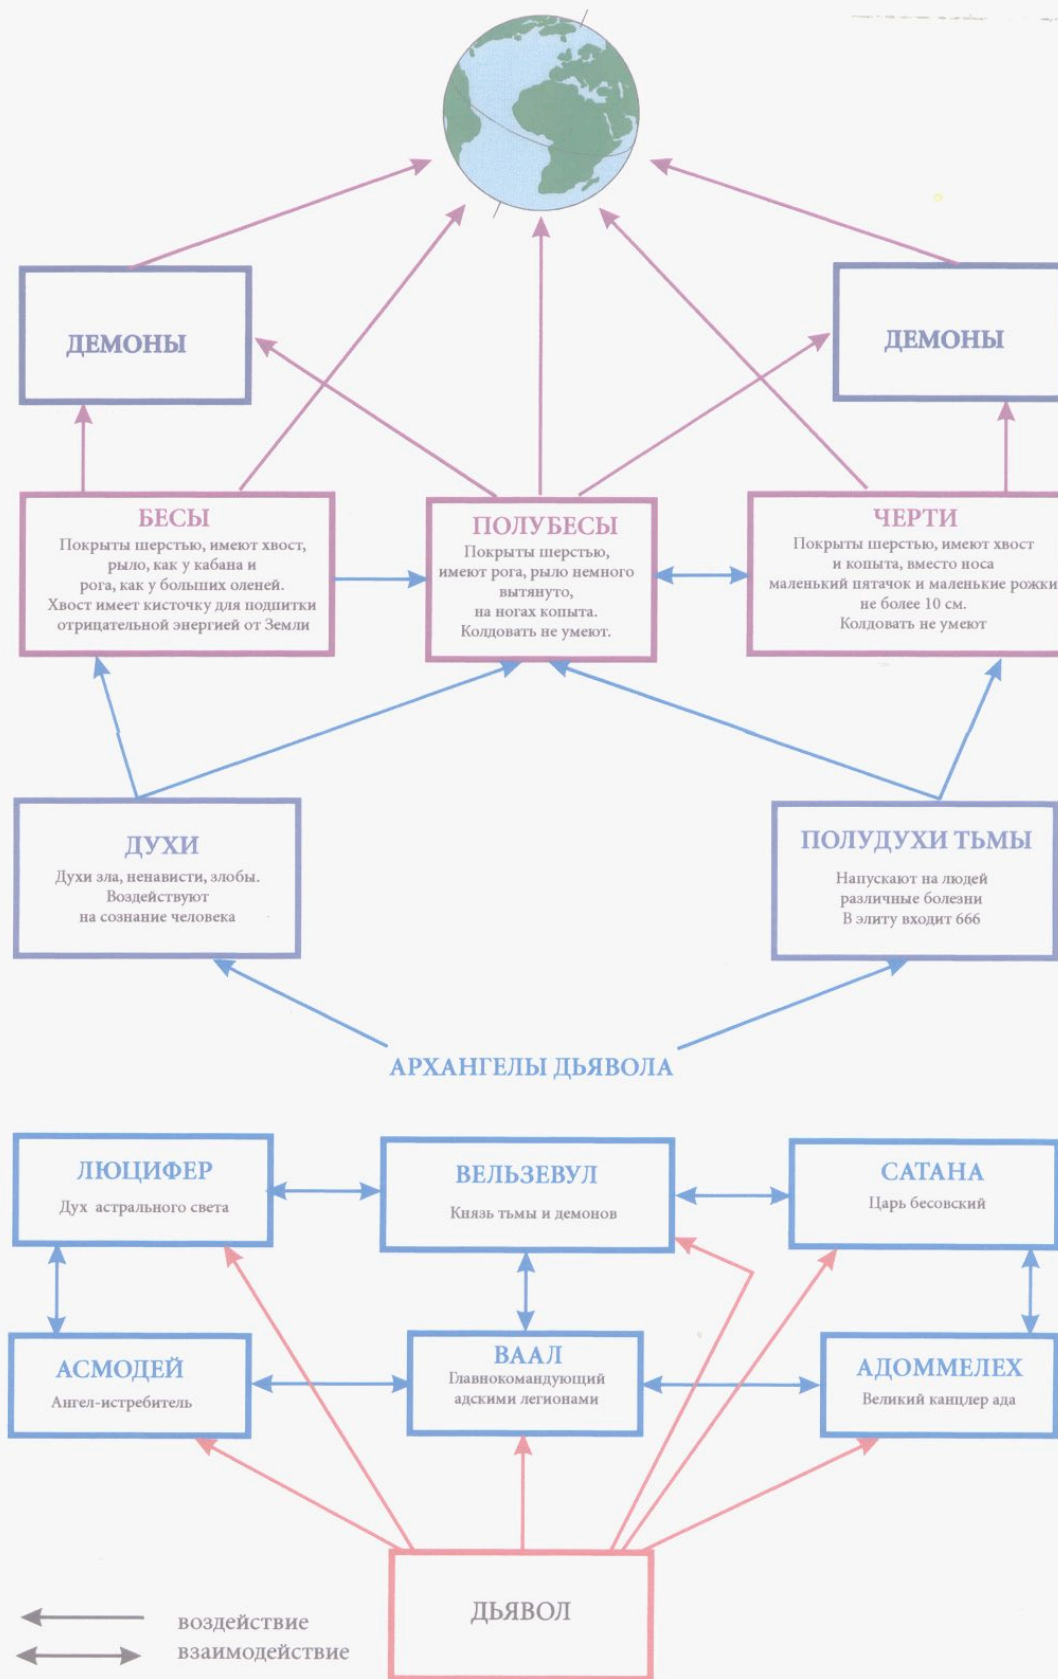 ДЕМОНЫ
ДЕМОНЫ
БЕСЫ
Покрыты шерстью, имеют хвост,
рыло, как у кабана и
рога, как у больших оленей.
Хвост имеет кисточку для подпитки
отрицательной энергией от Земли
ПОЛУБЕСЫ
Покрыты шерстью,
имеют рога, рыло немного
вытянуто,
на ногах копыта.
Колдовать не умеют.
ЧЕРТИ
Покрыты шерстью, имеют хвост
и копыта, вместо носа
маленький пятачок и маленькие рожки
не более 10 см.
Колдовать не умеют
ДУХИ
Духи зла, ненависти, злобы.
Воздействуют
на сознание человека
ПОЛУДУХИ ТЬМЫ
Напускают на людей
различные болезни
В элиту входит 666
АРХАНГЕЛЫ ДЬЯВОЛА
ЛЮЦИФЕР
Дух астрального света
ВЕЛЬЗЕВУЛ
Князь тьмы и демонов
САТАНА
Царь бесовский
АСМОДЕЙ
Ангел-истребитель
ВААЛ
Главнокомандующий
адскими легионами
АДОММЕЛЕХ
Великий канцлер ада
ДЬЯВОЛ
воздействие
взаимодействие